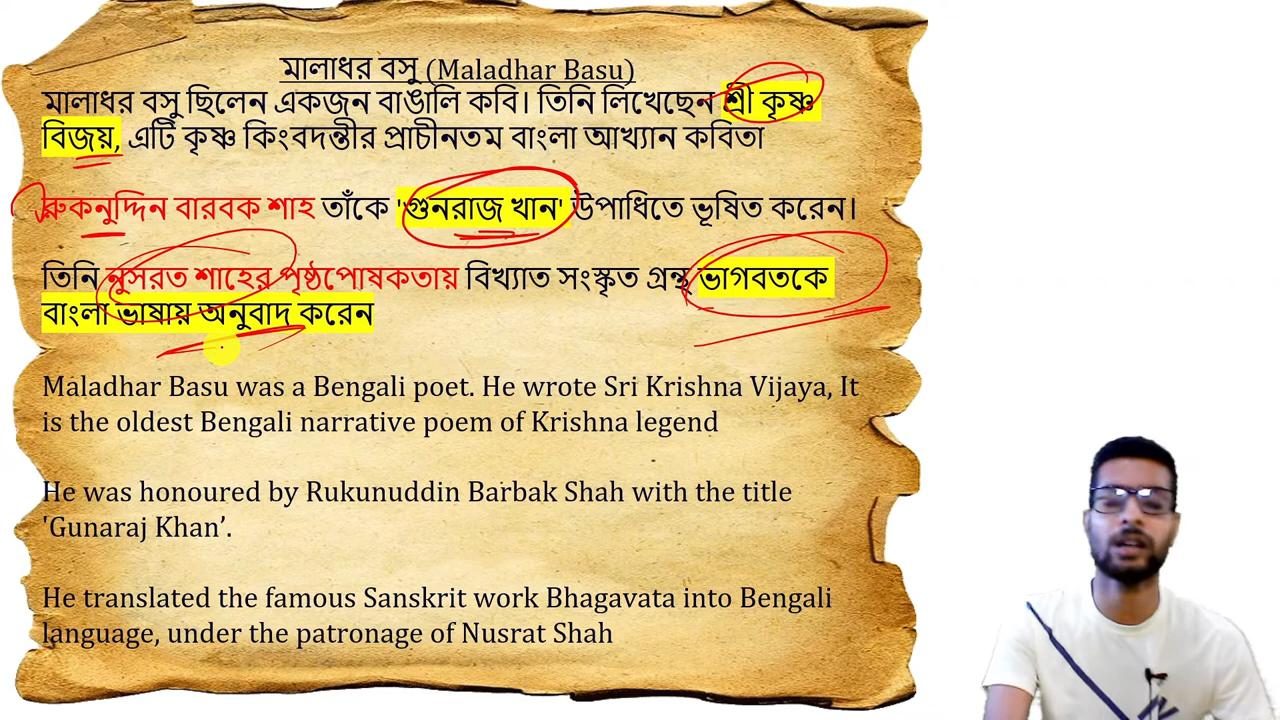 মালাধর বসু (Maladhar Basu)
মালাধর বসু ছিলেন একজন বাঙালি কবি। তিনি লিখেছেন শ্রী কৃষ্ণ
বিজয়, এটি কৃষ্ণ কিংবদন্তীর প্রাচীনতম বাংলা আখ্যান কবিতা
রুকনুদ্দিন বারবক শাহ তাঁকে 'গুনরাজ খান' উপাধিতে ভূষিত করেন।
তিনি নুসরত শাহের পৃষ্ঠপোষকতায় বিখ্যাত সংস্কৃত গ্রন্থ ভাগবতকে
বাংলা ভাষায় অনুবাদ করেন
Maladhar Basu was a Bengali poet. He wrote Sri Krishna Vijaya, It
is the oldest Bengali narrative poem of Krishna legend
He was honoured by Rukunuddin Barbak Shah with the title
'Gunaraj Khan’.
He translated the famous Sanskrit work Bhagavata into Bengali
language, under the patronage of Nusrat Shah